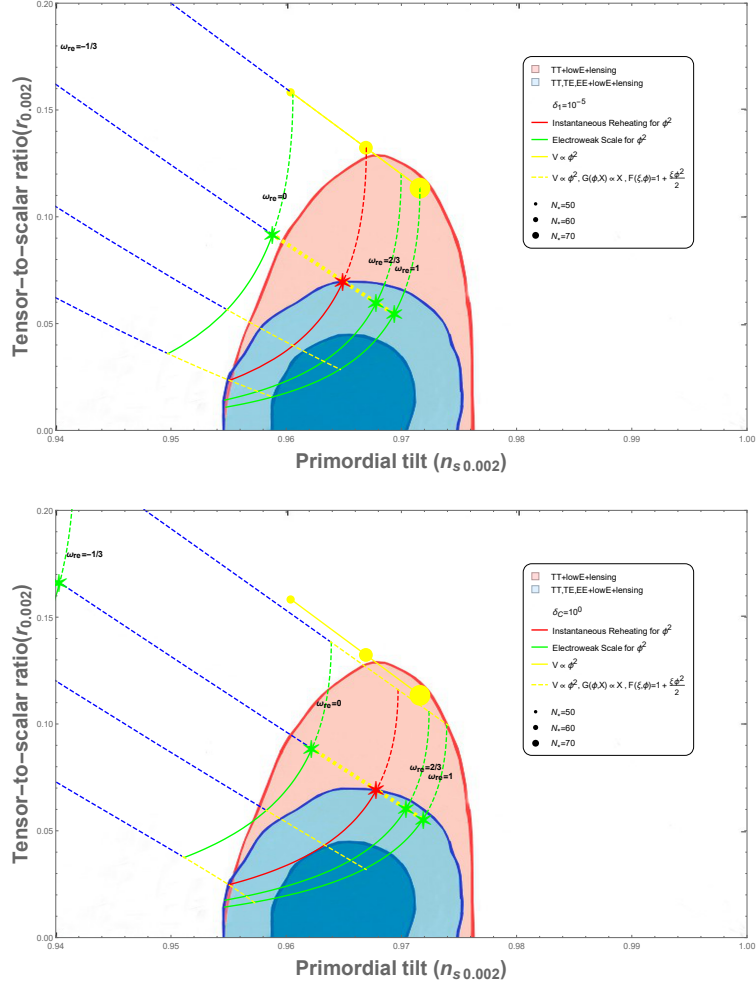 0.20
0.15
0.10
0.05
0.00
Tensor-to-scalar ratio(r0.002)
ωre=-1/3
ωre=0
ωre=2/3
ωre=1
TT+lowE+lensing
TT,TE,EE+lowE+lensing
δ1=10^-5
Instantaneous Reheating for ϕ²
Electroweak Scale for ϕ²
V ∝ ϕ²
V ∝ ϕ², G(ϕ,X) ∝ X , F(ξ,ϕ)=1+ ξϕ²/2
N*=50
N*=60
N*=70
0.94 0.95 0.96 0.97 0.98 0.99 1.00
Primordial tilt (ns 0.002)
0.20
0.15
0.10
0.05
0.00
Tensor-to-scalar ratio(r0.002)
ωre=-1/3
ωre=0
ωre=2/3
ωre=1
TT+lowE+lensing
TT,TE,EE+lowE+lensing
δC=10^0
Instantaneous Reheating for ϕ²
Electroweak Scale for ϕ²
V ∝ ϕ²
V ∝ ϕ², G(ϕ,X) ∝ X , F(ξ,ϕ)=1+ ξϕ²/2
N*=50
N*=60
N*=70
0.94 0.95 0.96 0.97 0.98 0.99 1.00
Primordial tilt (ns 0.002)